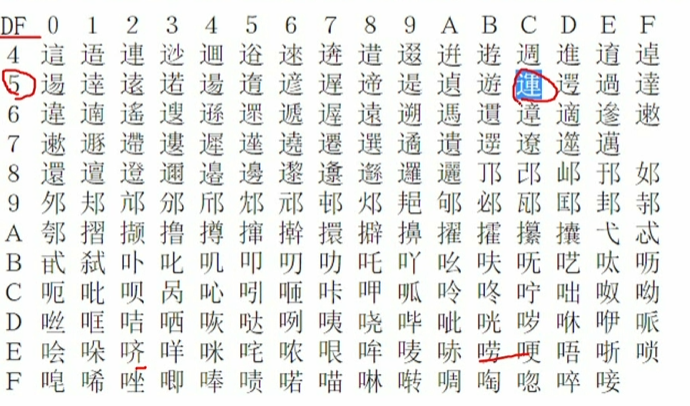 DF 0 1 2 3 4 5 6 7 8 9 A B C D E F
4 這 逜 連 逤 逥 逧 逨 逩 逪 逫 逬 逰 週 進 逳 逴
5 逷 逹 逺 逽 逿 遀 遃 遅 遆 遈 遉 遊 運 遌 過 達
6 違 遖 遙 遚 遜 遝 遞 遟 遠 遡 遤 遦 遧 適 遪 遫
7 遬 遯 遰 遱 遲 遳 遶 遷 選 遹 遺 遻 遼 遾 邁
8 還 邅 邆 邇 邉 邊 邌 邍 邎 邏 邐 邒 邔 邖 邘 邚
9 邜 邞 邟 邠 邤 邥 邧 邨 邩 邫 邭 邲 邷 邼 邽 邿
A 郀 摺 撷 撸 撙 撺 擀 擐 擗 擤 擢 攉 攥 攮 弋 忒
B 甙 弑 卟 叱 叽 叩 叨 叻 吒 吖 吆 呋 呒 呓 呔 呖
C 呃 吡 呗 呙 吣 吲 咂 咔 呷 呱 呤 咚 咛 咄 呶 呦
D 咝 哐 咭 哂 咴 哒 咧 咦 哓 哔 呲 咣 哕 咻 咿 哌
E 哙 哚 哜 咩 咪 咤 哝 哏 哞 唛 哧 唠 哽 唔 哳 唢
F 唣 唏 唑 唧 唪 啧 喏 喵 啉 啭 啁 啕 唿 啐 唼